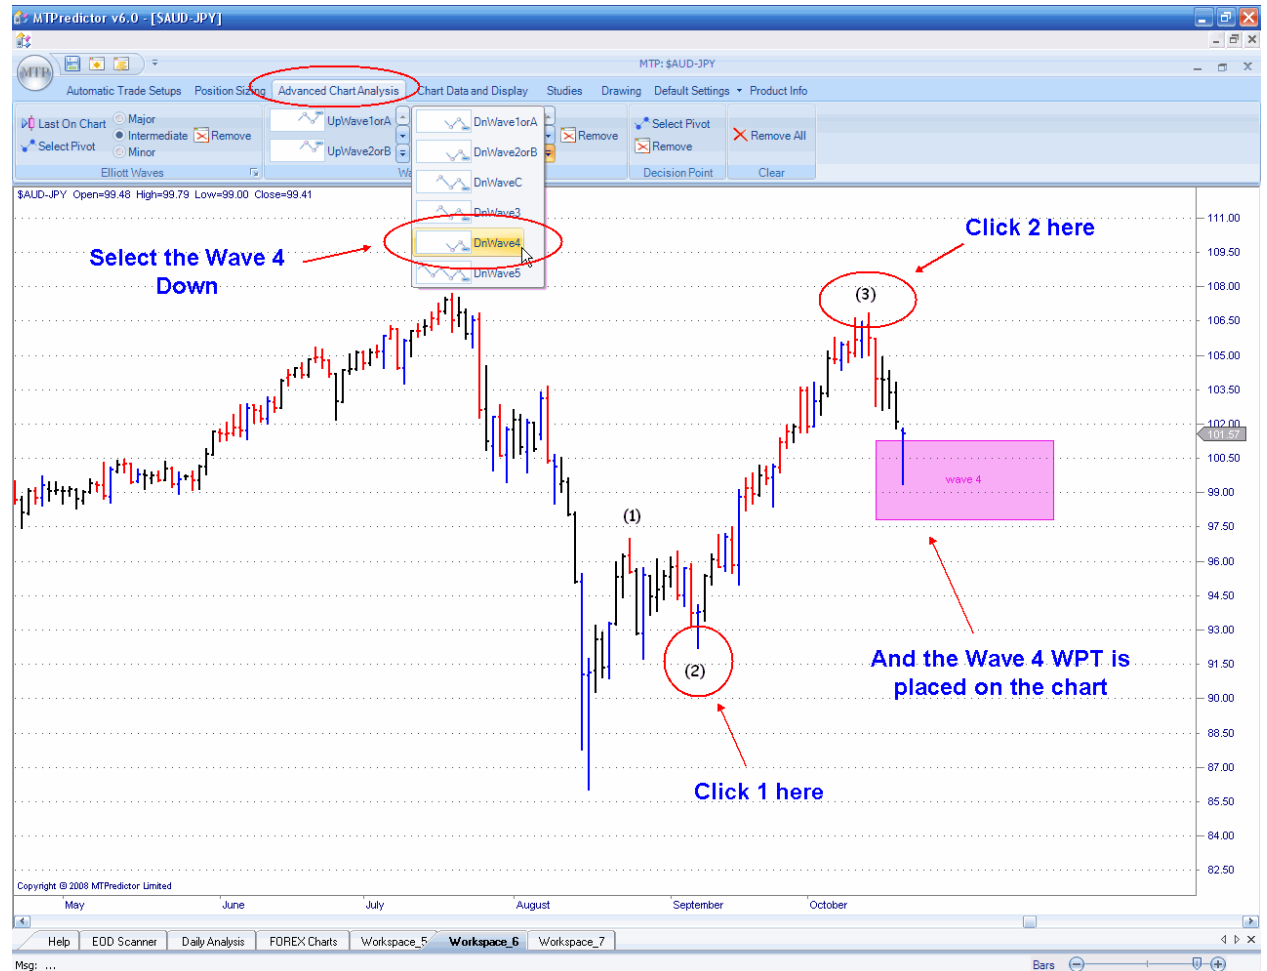 MTPredictor v6.0 - [$AUD-JPY]
MTP: $AUD-JPY
MTP
Automatic Trade Setups Position Sizing Advanced Chart Analysis Chart Data and Display Studies Drawing Default Settings Product Info
Last On Chart
Select Pivot
Major
Intermediate
Minor
Remove
Elliott Waves
UpWave1orA
UpWave2orB
DnWave1orA
DnWave2orB
DnWaveC
DnWave3
DnWave4
DnWave5
Wa
Remove
Select Pivot
Remove
Decision Point
Remove All
Clear
$AUD-JPY Open=99.48 High=99.79 Low=99.00 Close=99.41
Select the Wave 4
Down
Click 2 here
(3)
wave 4
(1)
(2)
And the Wave 4 WPT is
placed on the chart
Click 1 here
111.00
109.50
108.00
106.50
105.00
103.50
102.00
101.57
100.50
99.00
97.50
96.00
94.50
93.00
91.50
90.00
88.50
87.00
85.50
84.00
82.50
Copyright © 2008 MTPredictor Limited
May June July August September October
Help EOD Scanner Daily Analysis FOREX Charts Workspace_5 Workspace_6 Workspace_7
Msg: ...
Bars